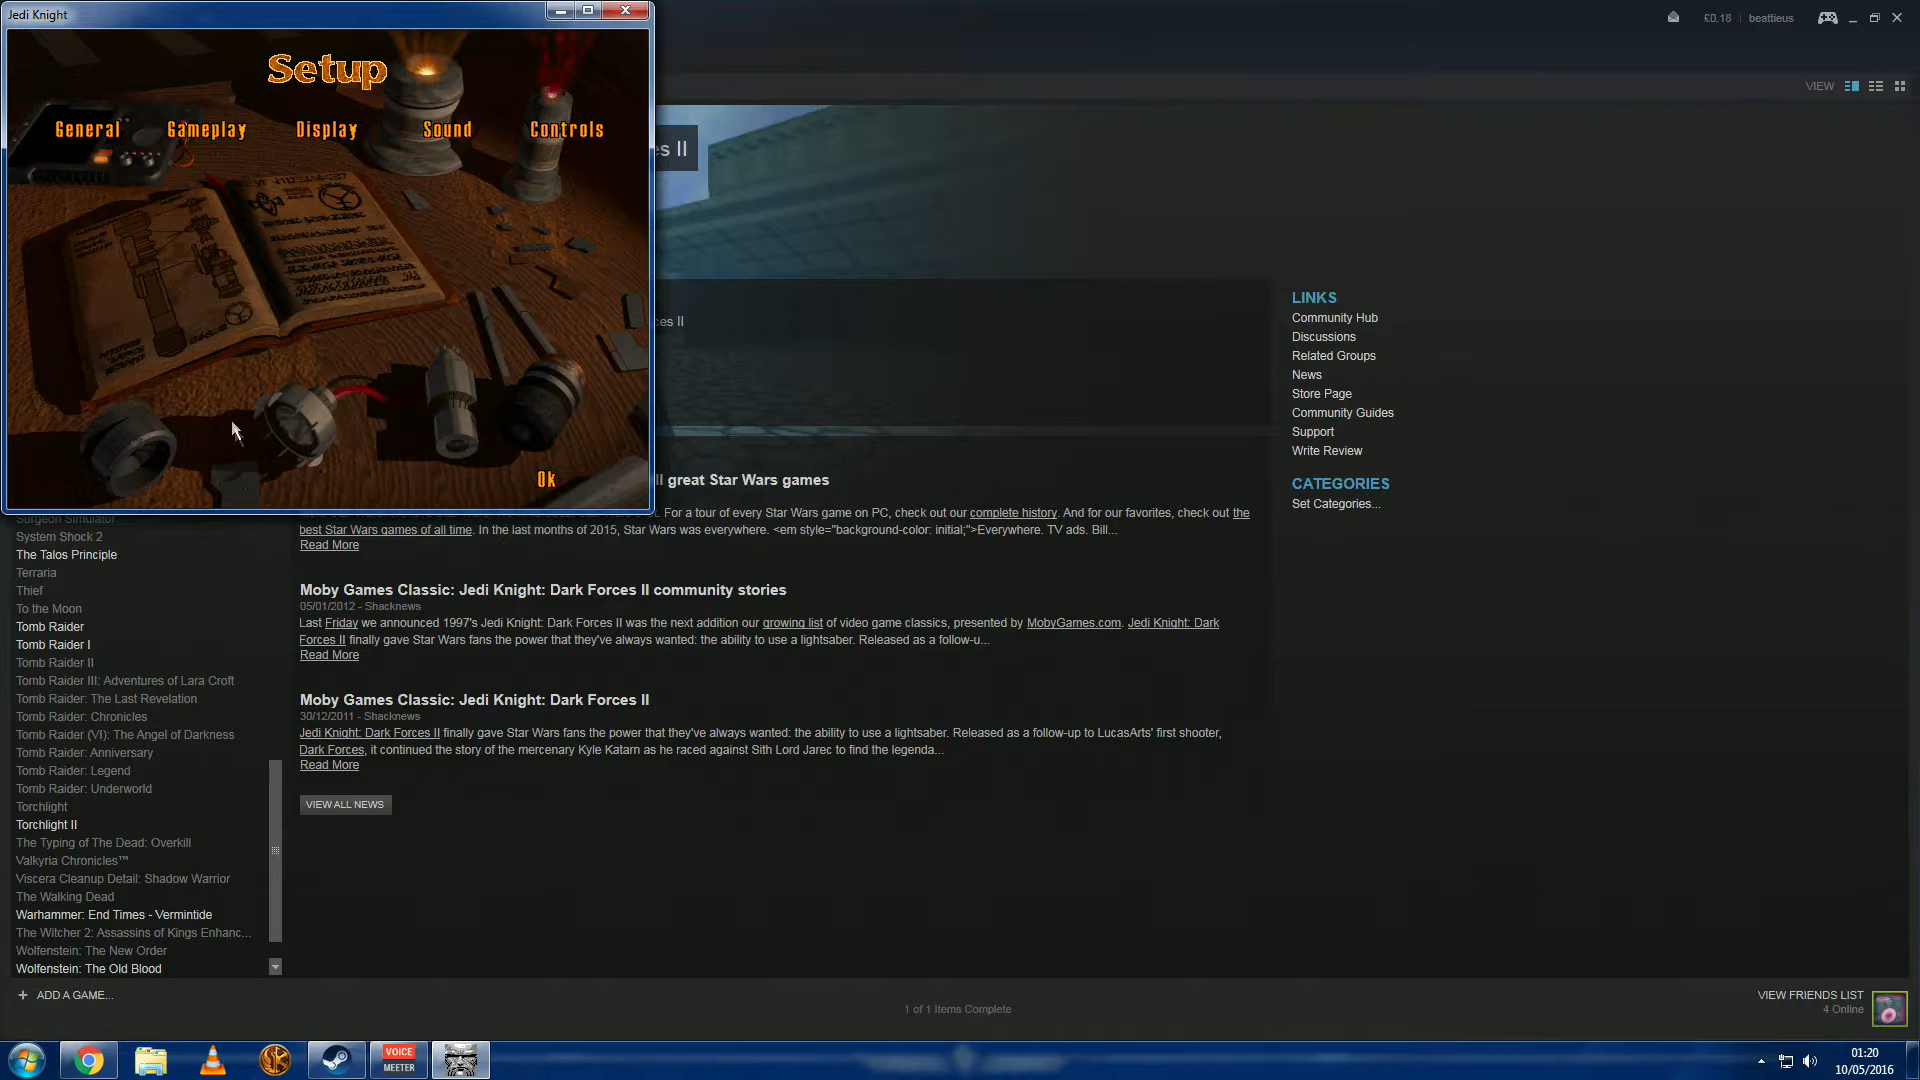 Jedi Knight
£0.18
beattieus
Setup
General Gameplay Display Sound Controls
Ok
VIEW
es II
LINKS
Community Hub
Discussions
Related Groups
News
Store Page
Community Guides
Support
Write Review
CATEGORIES
Set Categories...
great Star Wars games
For a tour of every Star Wars game on PC, check out our complete history. And for our favorites, check out the
best Star Wars games of all time. In the last months of 2015, Star Wars was everywhere. <em style="background-color: initial;">Everywhere. TV ads. Bill...
Read More
Moby Games Classic: Jedi Knight: Dark Forces II community stories
05/01/2012 - Shacknews
Last Friday we announced 1997's Jedi Knight: Dark Forces II was the next addition our growing list of video game classics, presented by MobyGames.com. Jedi Knight: Dark
Forces II finally gave Star Wars fans the power that they've always wanted: the ability to use a lightsaber. Released as a follow-u...
Read More
Moby Games Classic: Jedi Knight: Dark Forces II
30/12/2011 - Shacknews
Jedi Knight: Dark Forces II finally gave Star Wars fans the power that they've always wanted: the ability to use a lightsaber. Released as a follow-up to LucasArts' first shooter,
Dark Forces, it continued the story of the mercenary Kyle Katarn as he raced against Sith Lord Jarec to find the legenda...
Read More
VIEW ALL NEWS
Surgeon Simulator
System Shock 2
The Talos Principle
Terraria
Thief
To the Moon
Tomb Raider
Tomb Raider I
Tomb Raider II
Tomb Raider III: Adventures of Lara Croft
Tomb Raider: The Last Revelation
Tomb Raider: Chronicles
Tomb Raider (VI): The Angel of Darkness
Tomb Raider: Anniversary
Tomb Raider: Legend
Tomb Raider: Underworld
Torchlight
Torchlight II
The Typing of The Dead: Overkill
Valkyria Chronicles™
Viscera Cleanup Detail: Shadow Warrior
The Walking Dead
Warhammer: End Times - Vermintide
The Witcher 2: Assassins of Kings Enhanc...
Wolfenstein: The New Order
Wolfenstein: The Old Blood
+ ADD A GAME...
1 of 1 Items Complete
VIEW FRIENDS LIST
4 Online
VOICE
MEETER
01:20
10/05/2016